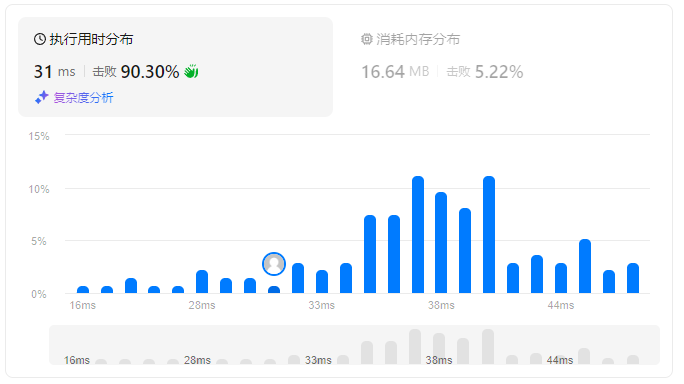 执行用时分布
31 ms 击败 90.30%
复杂度分析
消耗内存分布
16.64 MB 击败 5.22%
15%
10%
5%
0%
16ms 28ms 33ms 38ms 44ms
16ms 28ms 33ms 38ms 44ms